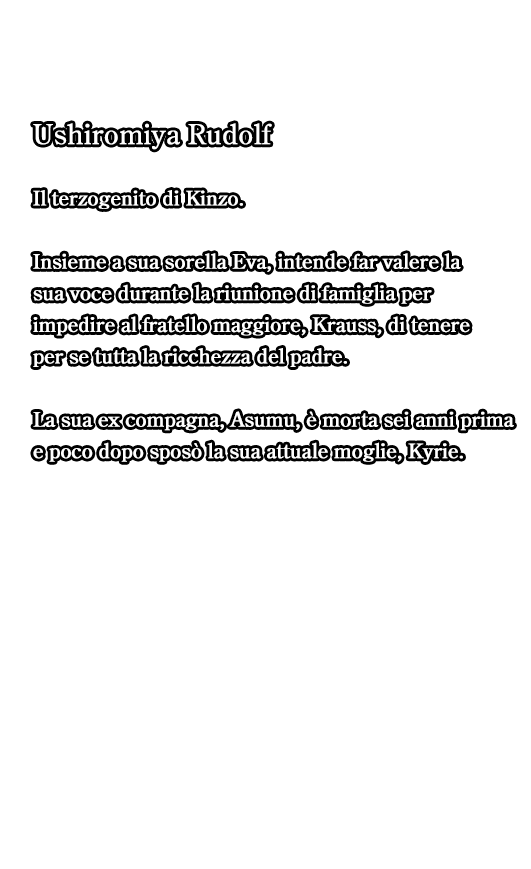 Ushiromiya Rudolf
Il terzogenito di Kinzo.
Insieme a sua sorella Eva, intende far valere la
sua voce durante la riunione di famiglia per
impedire al fratello maggiore, Krauss, di tenere
per se tutta la ricchezza del padre.
La sua ex compagna, Asumu, è morta sei anni prima
e poco dopo sposò la sua attuale moglie, Kyrie.